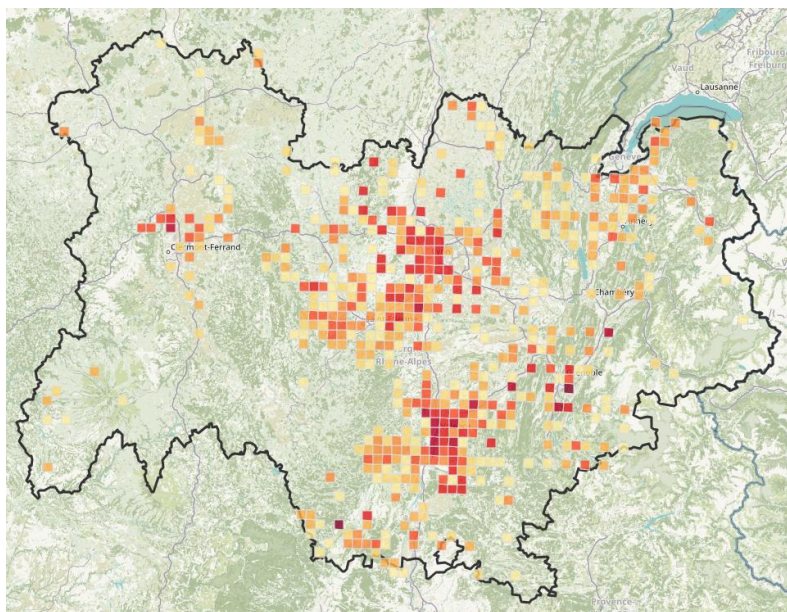 Fribourg
Freiburg
Vaud
Lausanne
Genève
Clermont-Ferrand
Chambéry
Rhône-Alpes
Provence